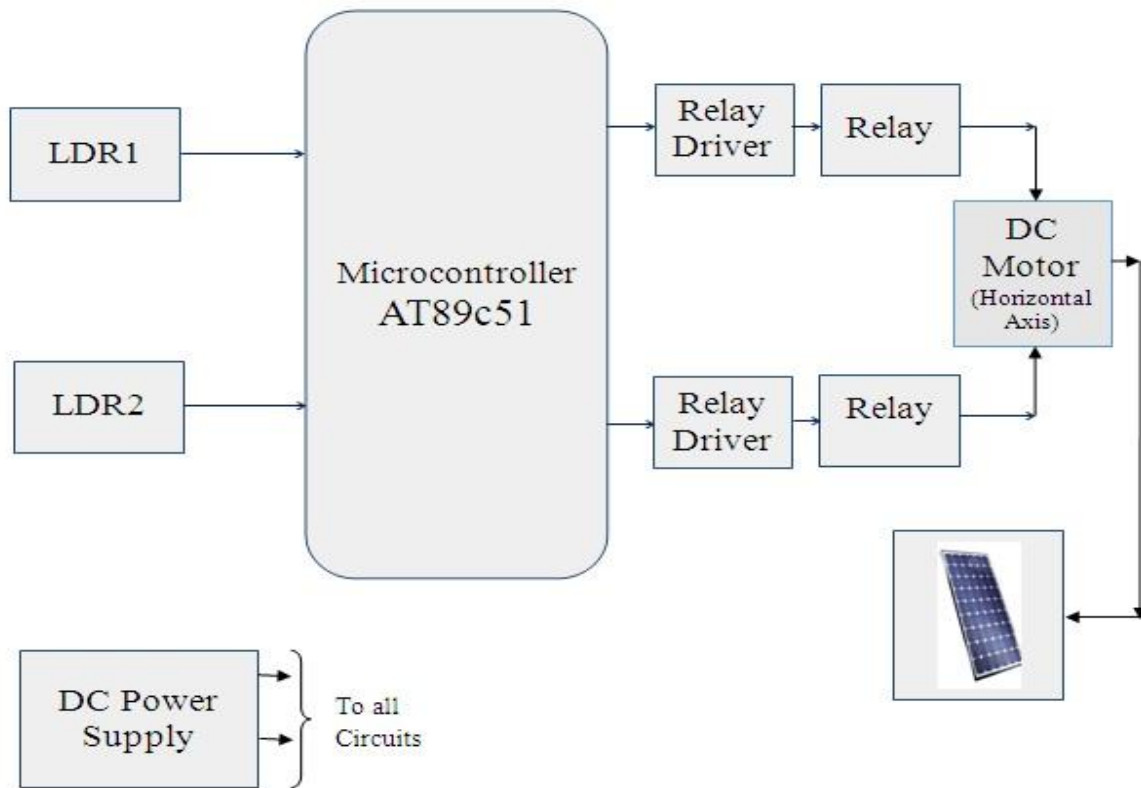 LDR1
LDR2
Microcontroller
AT89c51
Relay
Driver
Relay
DC
Motor
(Horizontal
Axis)
Relay
Driver
Relay
DC Power
Supply
To all
Circuits